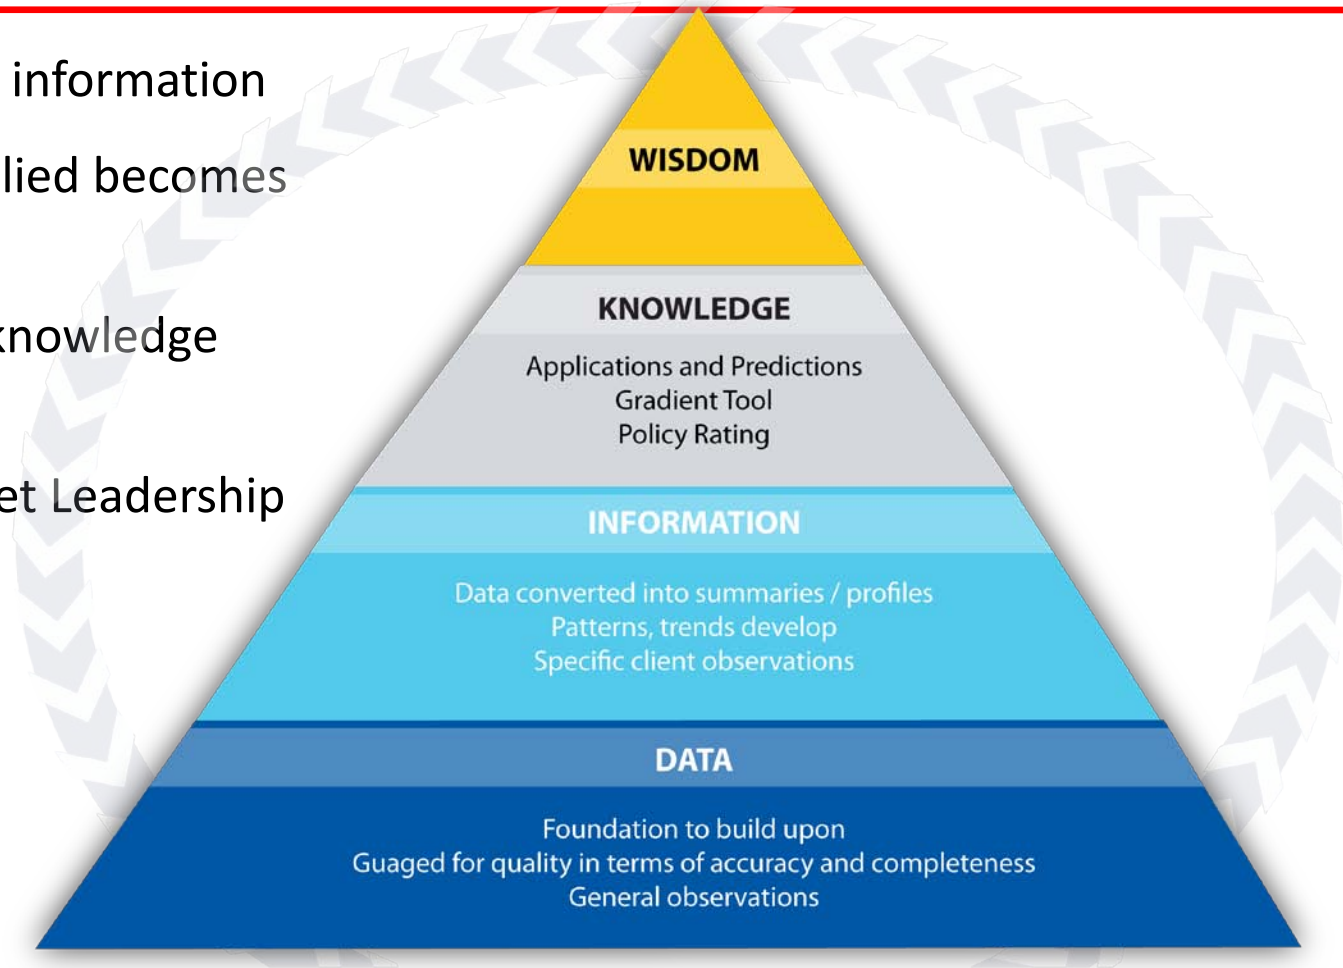 information
lied becomes
knowledge
et Leadership
WISDOM
KNOWLEDGE
Applications and Predictions
Gradient Tool
Policy Rating
INFORMATION
Data converted into summaries / profiles
Patterns, trends develop
Specific client observations
DATA
Foundation to build upon
Guaged for quality in terms of accuracy and completeness
General observations